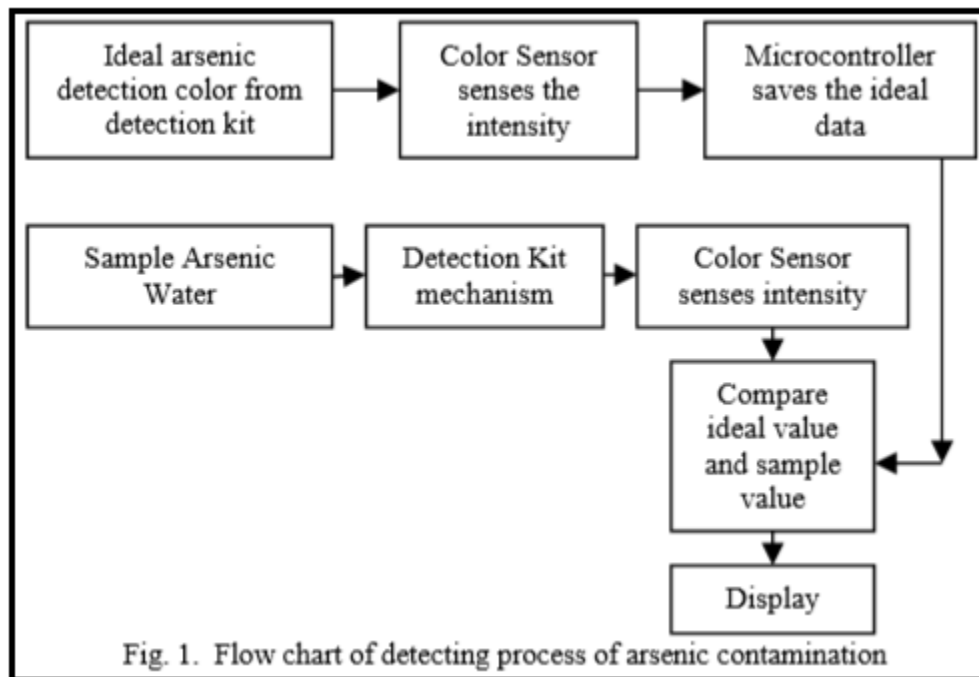 Ideal arsenic
detection color from
detection kit
Color Sensor
senses the
intensity
Microcontroller
saves the ideal
data
Sample Arsenic
Water
Detection Kit
mechanism
Color Sensor
senses intensity
Compare
ideal value
and sample
value
Display
Fig. 1. Flow chart of detecting process of arsenic contamination